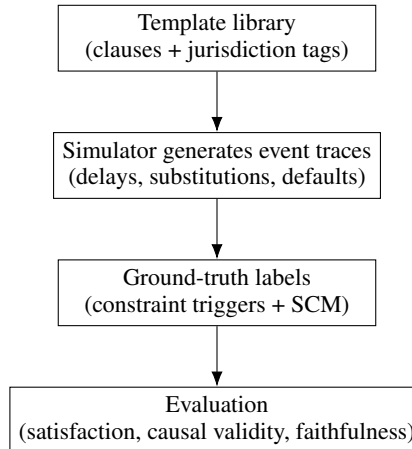 Template library
(clauses + jurisdiction tags)
Simulator generates event traces
(delays, substitutions, defaults)
Ground-truth labels
(constraint triggers + SCM)
Evaluation
(satisfaction, causal validity, faithfulness)